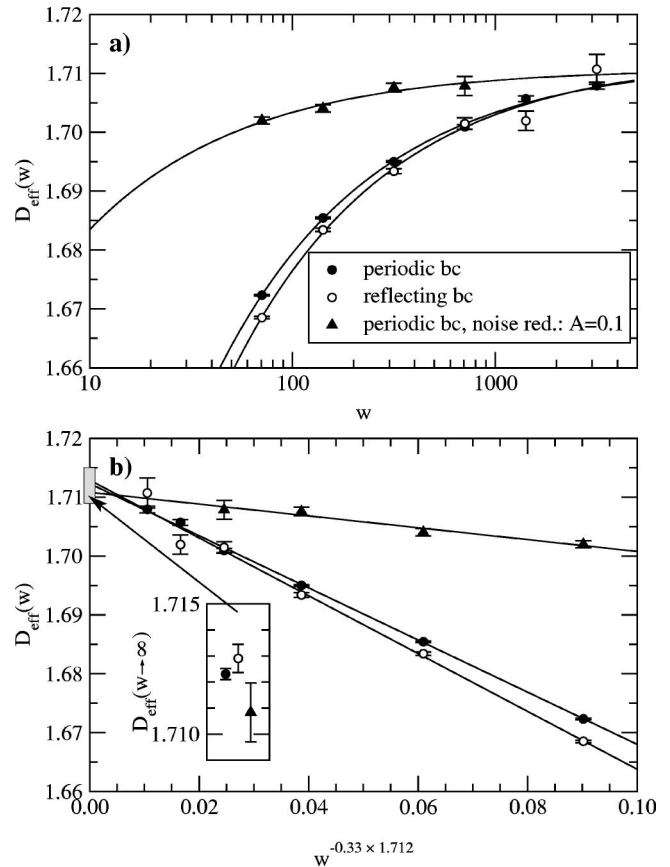 1.72
a)
1.71
1.70
1.69
1.68
1.67
1.66
D_eff(w)
periodic bc
reflecting bc
periodic bc, noise red.: A=0.1
10
100
1000
w
1.72
b)
1.71
1.70
1.69
1.68
1.67
1.66
D_eff(w)
1.715
1.710
D_eff(w→∞)
0.00
0.02
0.04
0.06
0.08
0.10
w^-0.33 × 1.712